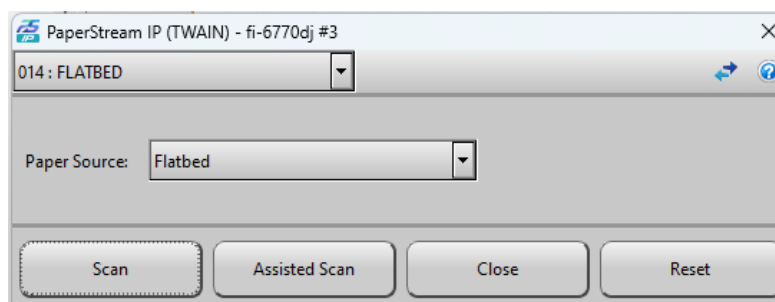 PaperStream IP (TWAIN) - fi-6770dj #3
014 : FLATBED
Paper Source: Flatbed
Scan Assisted Scan Close Reset